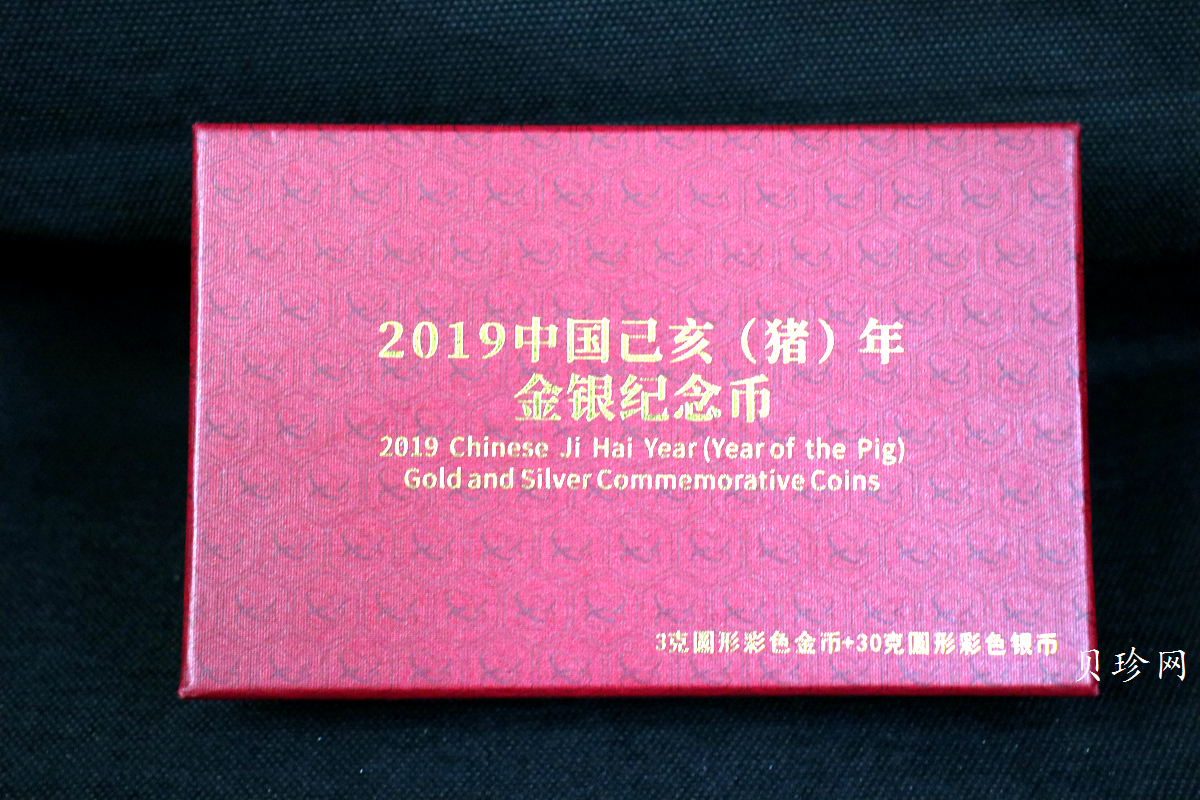 2019中国己亥（猪）年
金银纪念币
2019 Chinese Ji Hai Year (Year of the Pig)
Gold and Silver Commemorative Coins
3克圆形彩色金币+30克圆形彩色银币
贝珍网